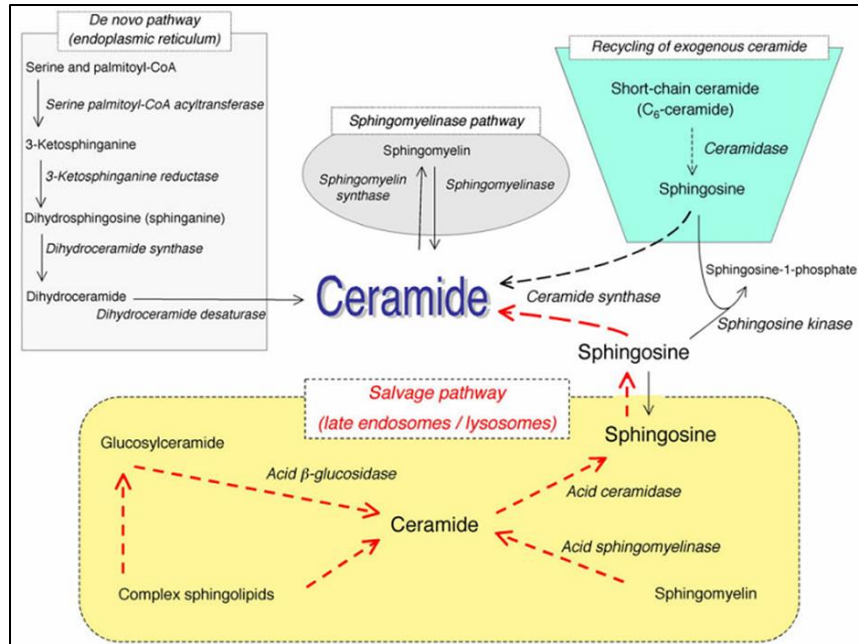 De novo pathway
(endoplasmic reticulum)
Serine and palmitoyl-CoA
Serine palmitoyl-CoA acyltransferase
3-Ketosphinganine
3-Ketosphinganine reductase
Dihydrosphingosine (sphinganine)
Dihydroceramide synthase
Dihydroceramide
Dihydroceramide desaturase
Sphingomyelinase pathway
Sphingomyelin
Sphingomyelin
synthase
Sphingomyelinase
Recycling of exogenous ceramide
Short-chain ceramide
(C₆-ceramide)
Ceramidase
Sphingosine
Ceramide
Ceramide synthase
Sphingosine-1-phosphate
Sphingosine kinase
Sphingosine
Salvage pathway
(late endosomes / lysosomes)
Sphingosine
Glucosylceramide
Acid β-glucosidase
Acid ceramidase
Ceramide
Acid sphingomyelinase
Complex sphingolipids
Sphingomyelin